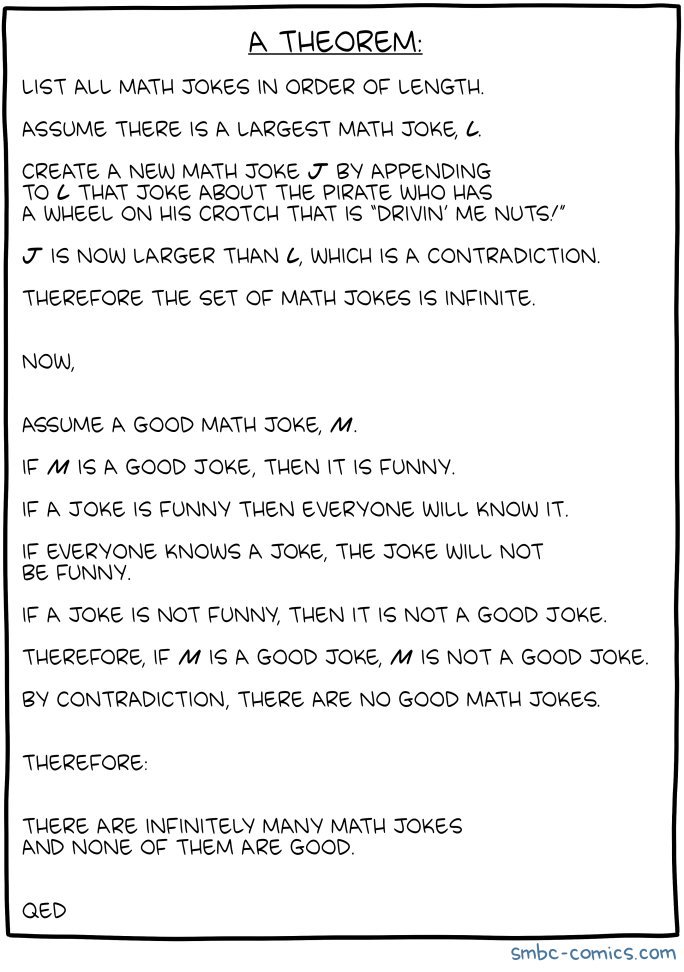 A THEOREM:
LIST ALL MATH JOKES IN ORDER OF LENGTH.
ASSUME THERE IS A LARGEST MATH JOKE, L.
CREATE A NEW MATH JOKE J BY APPENDING
TO L THAT JOKE ABOUT THE PIRATE WHO HAS
A WHEEL ON HIS CROTCH THAT IS "DRIVIN' ME NUTS!"
J IS NOW LARGER THAN L, WHICH IS A CONTRADICTION.
THEREFORE THE SET OF MATH JOKES IS INFINITE.
NOW,
ASSUME A GOOD MATH JOKE, M.
IF M IS A GOOD JOKE, THEN IT IS FUNNY.
IF A JOKE IS FUNNY THEN EVERYONE WILL KNOW IT.
IF EVERYONE KNOWS A JOKE, THE JOKE WILL NOT
BE FUNNY.
IF A JOKE IS NOT FUNNY, THEN IT IS NOT A GOOD JOKE.
THEREFORE, IF M IS A GOOD JOKE, M IS NOT A GOOD JOKE.
BY CONTRADICTION, THERE ARE NO GOOD MATH JOKES.
THEREFORE:
THERE ARE INFINITELY MANY MATH JOKES
AND NONE OF THEM ARE GOOD.
QED
smbc-comics.com